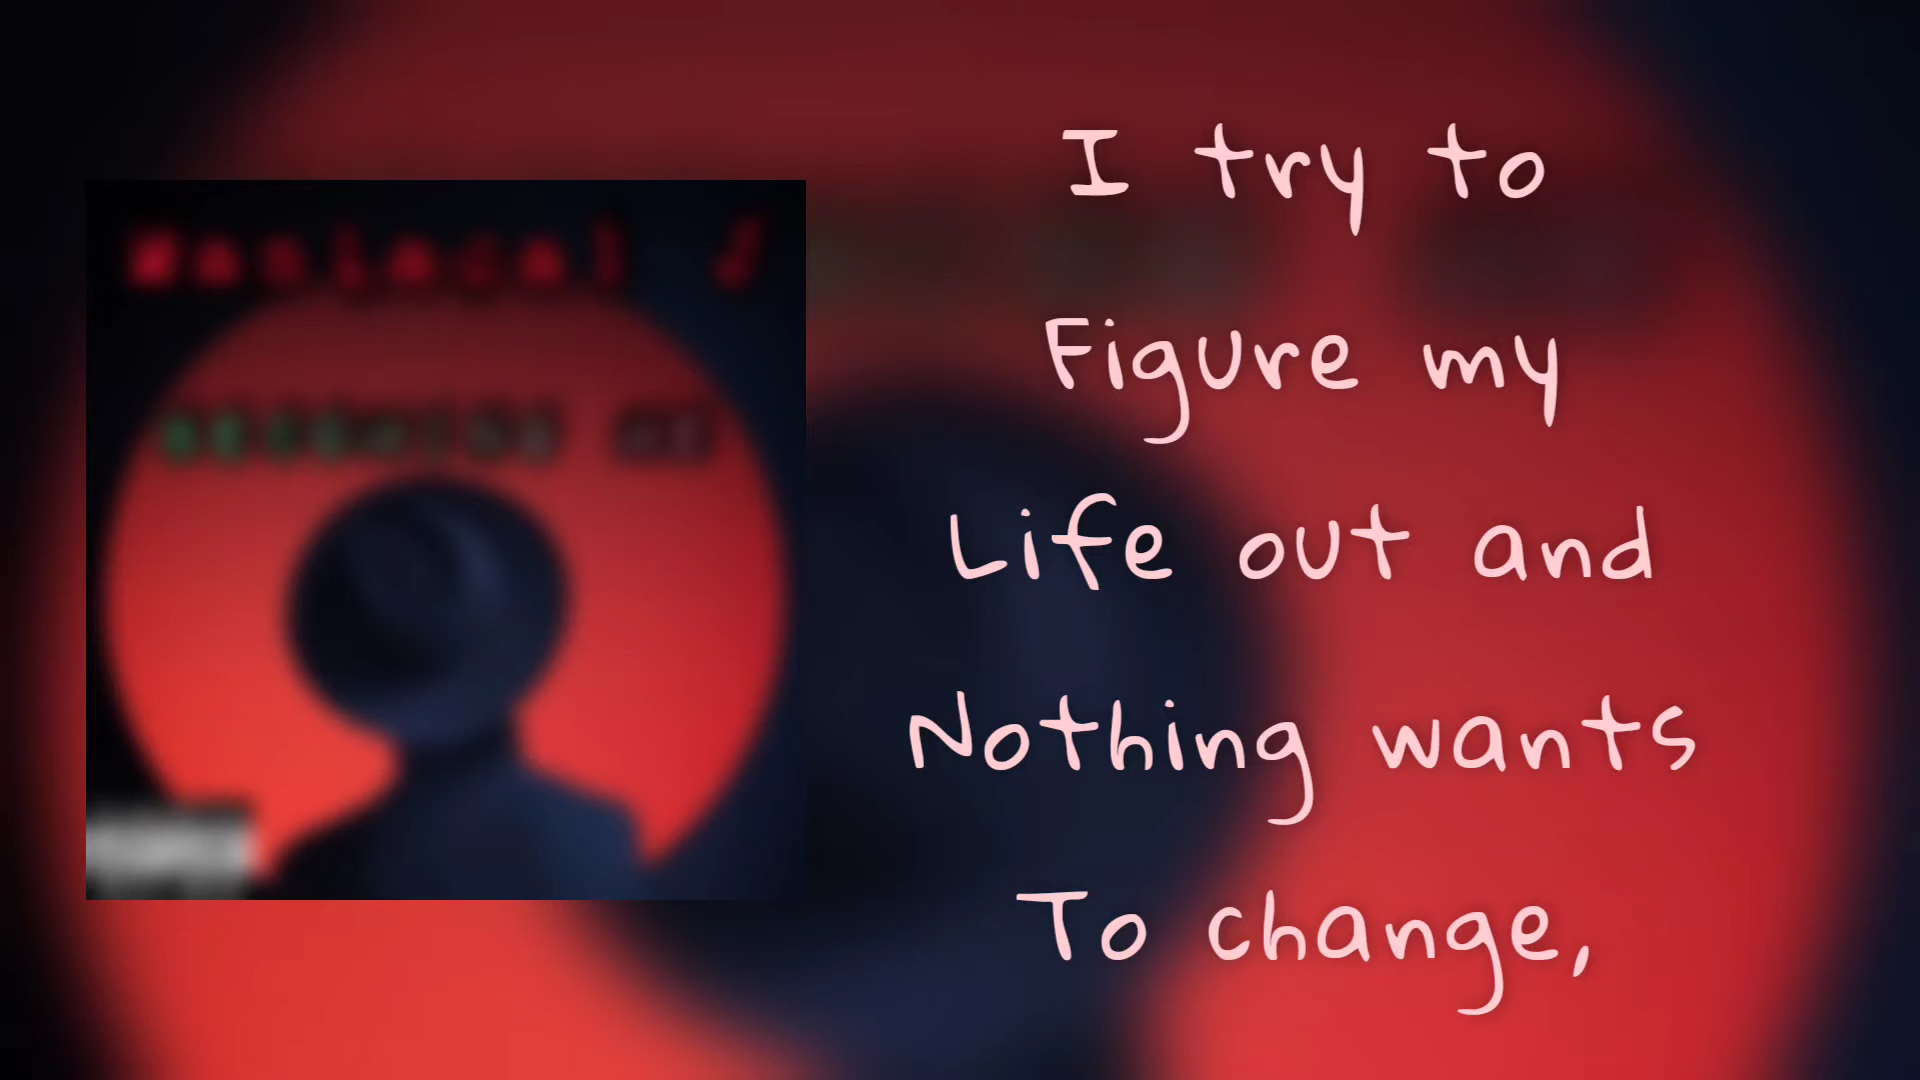 I try to
Figure my
Life out and
Nothing wants
To change,